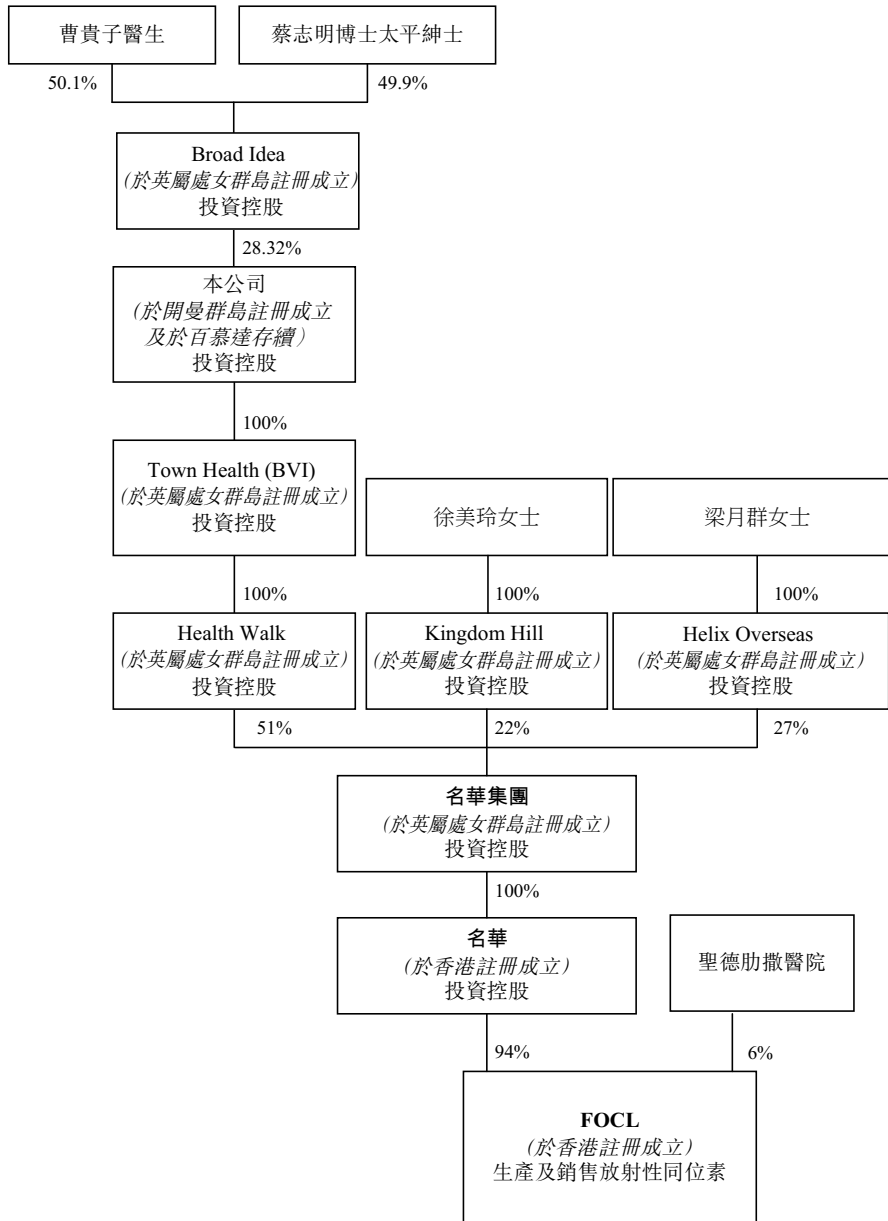 曹貴子醫生
蔡志明博士太平紳士
50.1%
49.9%
Broad Idea
(於英屬處女群島註冊成立)
投資控股
28.32%
本公司
(於開曼群島註冊成立
及於百慕達存續)
投資控股
100%
Town Health (BVI)
(於英屬處女群島註冊成立)
投資控股
徐美玲女士
梁月群女士
100%
100%
100%
Health Walk
(於英屬處女群島註冊成立)
投資控股
Kingdom Hill
(於英屬處女群島註冊成立)
投資控股
Helix Overseas
(於英屬處女群島註冊成立)
投資控股
51%
22%
27%
名華集團
(於英屬處女群島註冊成立)
投資控股
100%
名華
(於香港註冊成立)
投資控股
聖德肋撒醫院
94%
6%
FOCL
(於香港註冊成立)
生產及銷售放射性同位素